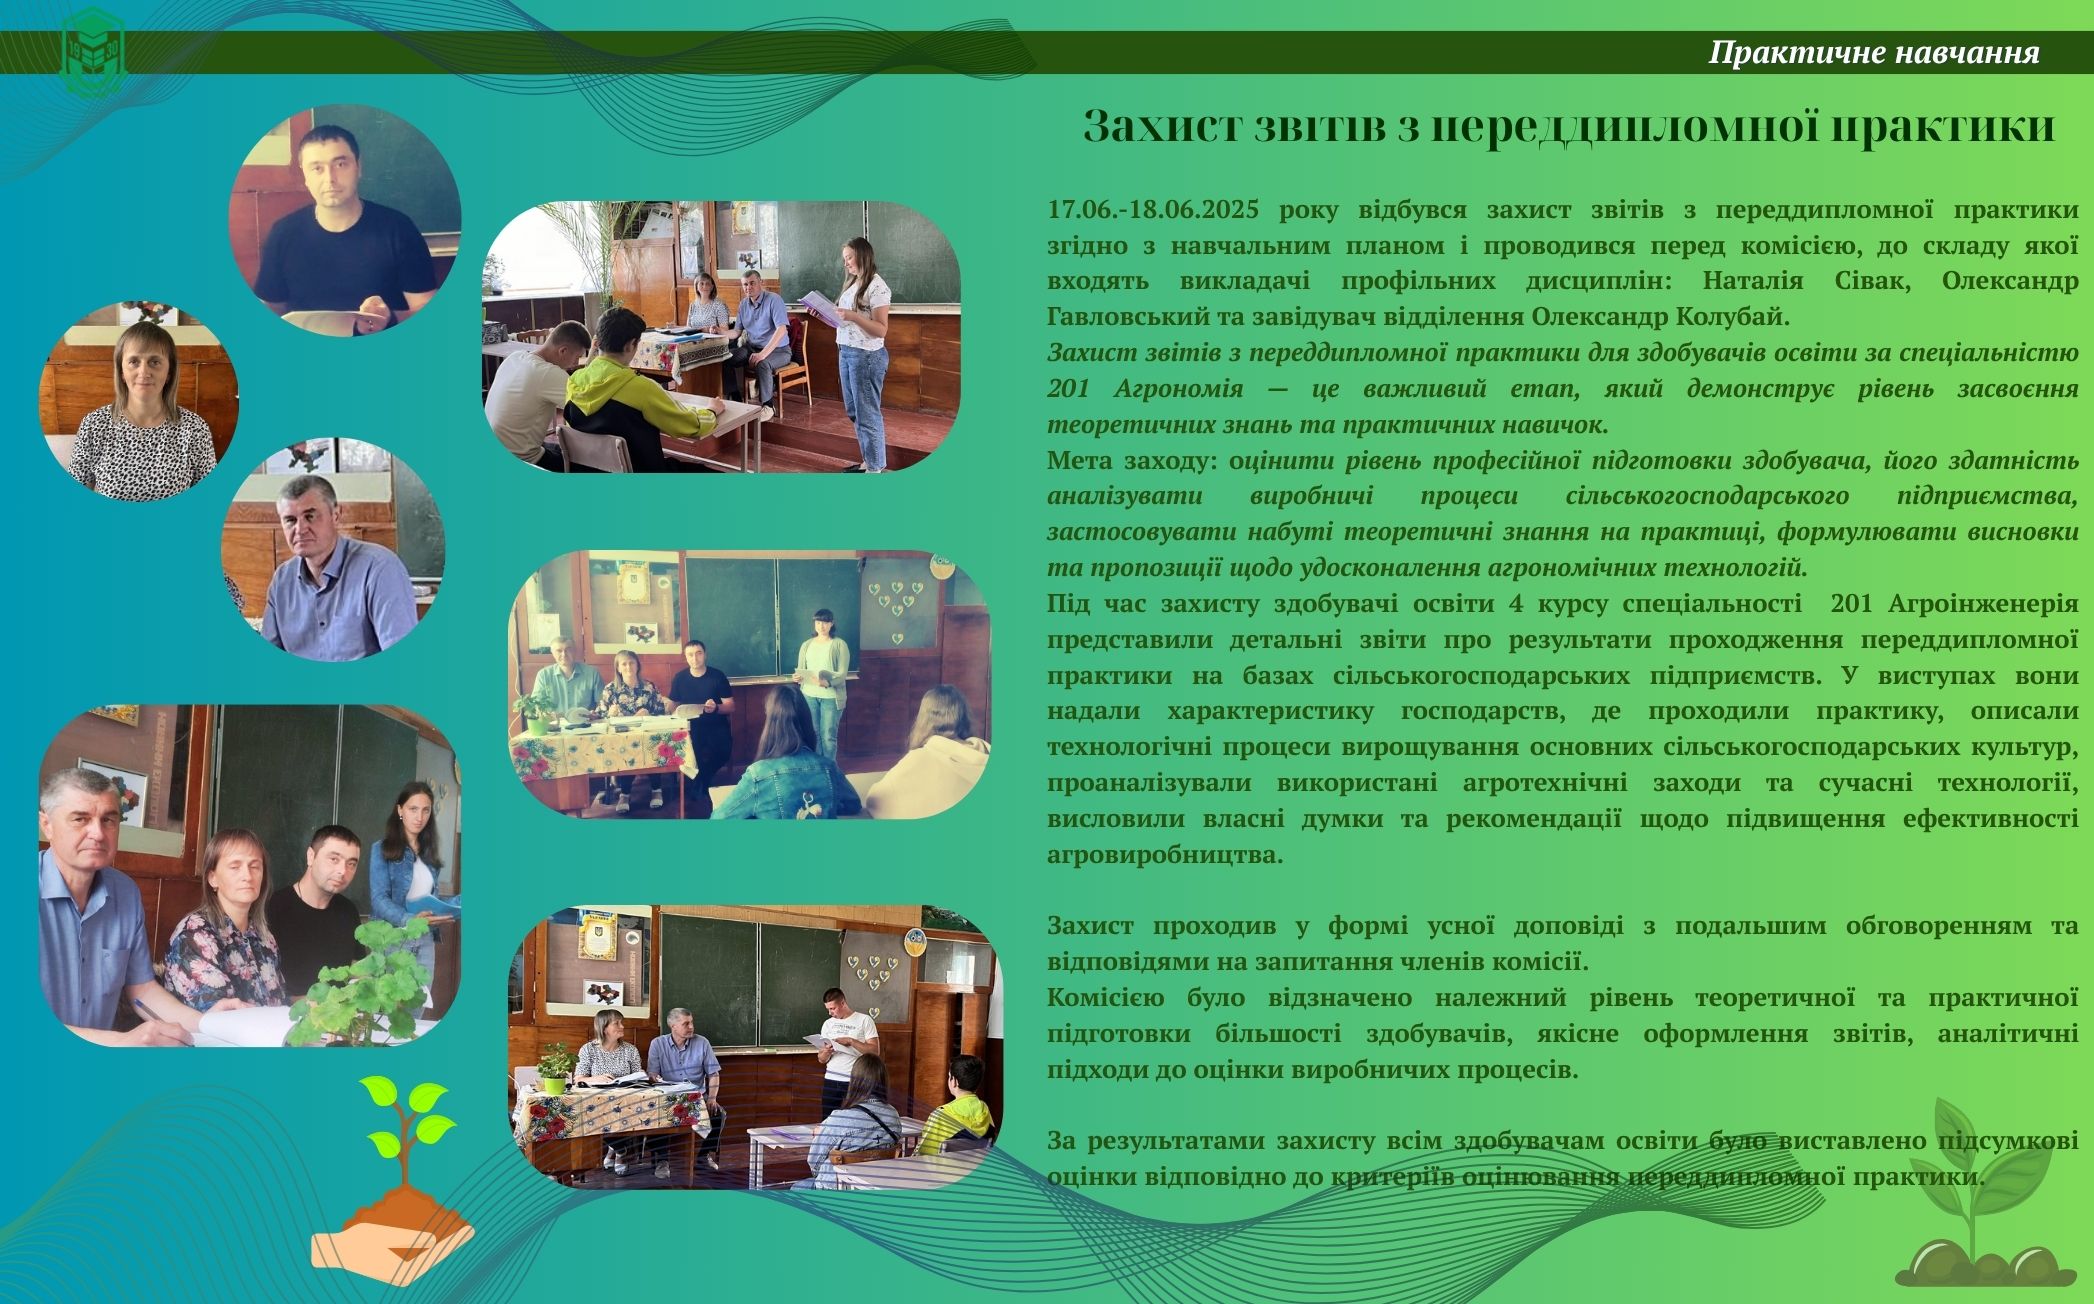 19 30
Практичне навчання
Захист звітів з переддипломної практики
17.06.-18.06.2025 року відбувся захист звітів з переддипломної практики
згідно з навчальним планом і проводився перед комісією, до складу якої
входять викладачі профільних дисциплін: Наталія Сівак, Олександр
Гавловський та завідувач відділення Олександр Колубай.
Захист звітів з переддипломної практики для здобувачів освіти за спеціальністю
201 Агрономія — це важливий етап, який демонструє рівень засвоєння
теоретичних знань та практичних навичок.
Мета заходу: оцінити рівень професійної підготовки здобувача, його здатність
аналізувати виробничі процеси сільськогосподарського підприємства,
застосовувати набуті теоретичні знання на практиці, формулювати висновки
та пропозиції щодо удосконалення агрономічних технологій.
Під час захисту здобувачі освіти 4 курсу спеціальності 201 Агроінженерія
представили детальні звіти про результати проходження переддипломної
практики на базах сільськогосподарських підприємств. У виступах вони
надали характеристику господарств, де проходили практику, описали
технологічні процеси вирощування основних сільськогосподарських культур,
проаналізували використані агротехнічні заходи та сучасні технології,
висловили власні думки та рекомендації щодо підвищення ефективності
агровиробництва.
Захист проходив у формі усної доповіді з подальшим обговоренням та
відповідями на запитання членів комісії.
Комісією було відзначено належний рівень теоретичної та практичної
підготовки більшості здобувачів, якісне оформлення звітів, аналітичні
підходи до оцінки виробничих процесів.
За результатами захисту всім здобувачам освіти було виставлено підсумкові
оцінки відповідно до критеріїв оцінювання переддипломної практики.